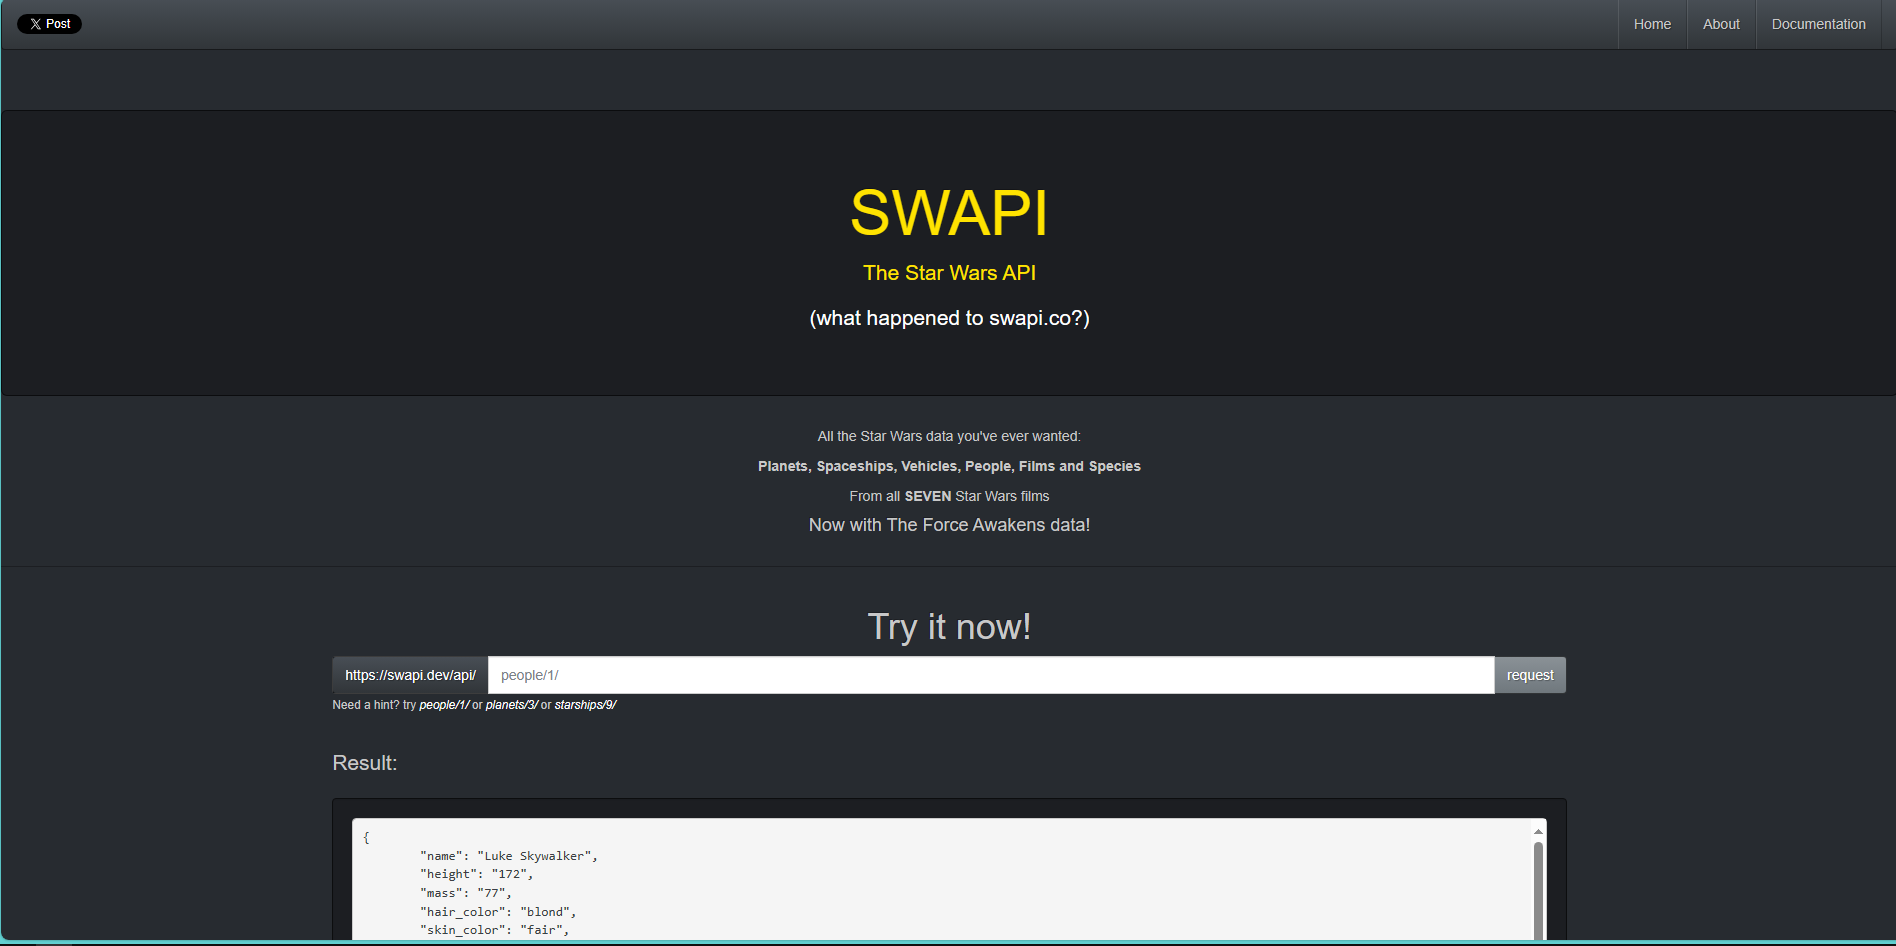 Post
Home
About
Documentation
SWAPI
The Star Wars API
(what happened to swapi.co?)
All the Star Wars data you've ever wanted:
Planets, Spaceships, Vehicles, People, Films and Species
From all SEVEN Star Wars films
Now with The Force Awakens data!
Try it now!
https://swapi.dev/api/ people/1/ request
Need a hint? try people/1/ or planets/3/ or starships/9/
Result:
{
"name": "Luke Skywalker",
"height": "172",
"mass": "77",
"hair_color": "blond",
"skin_color": "fair",